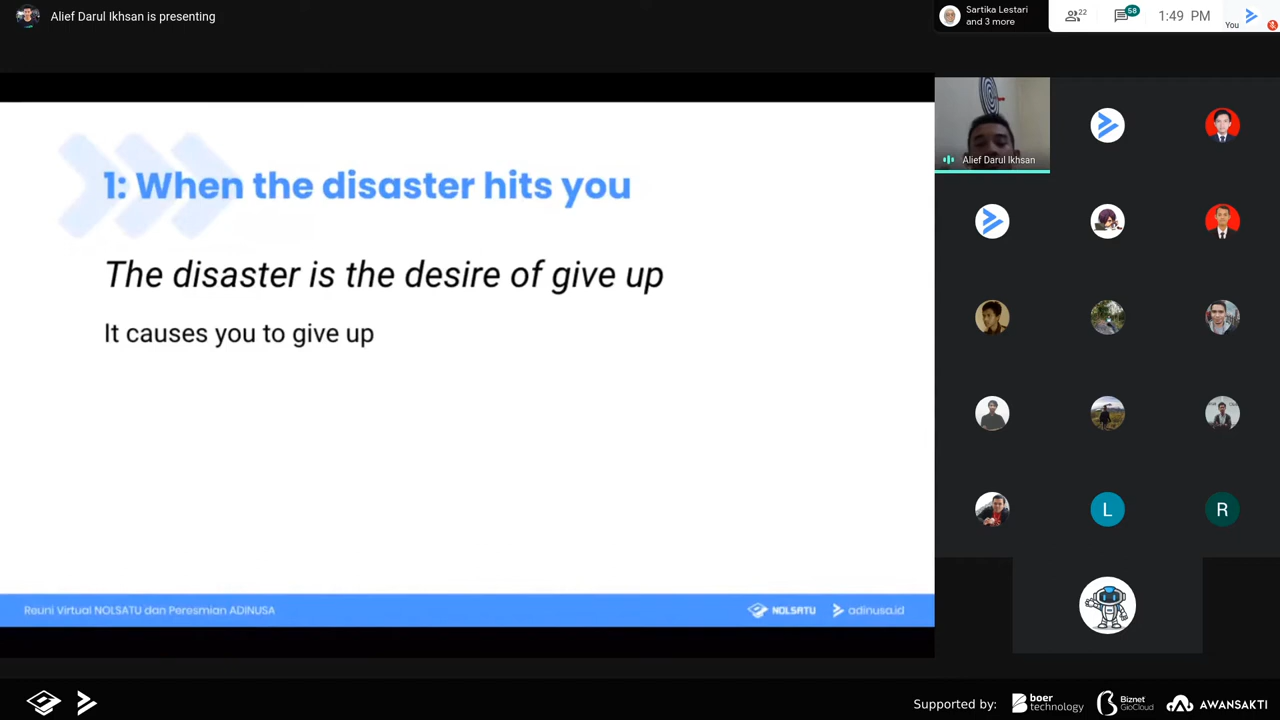 Alief Darul Ikhsan is presenting
Sartika Lestari
and 3 more
22
58
1:49 PM
You
1: When the disaster hits you
The disaster is the desire of give up
It causes you to give up
Alief Darul Ikhsan
L
R
Reuni Virtual NOLSATU dan Peresmian ADINUSA
NOLSATU
adinusa.id
Supported by:
boer
technology
Biznet
GioCloud
AWANSAKTI